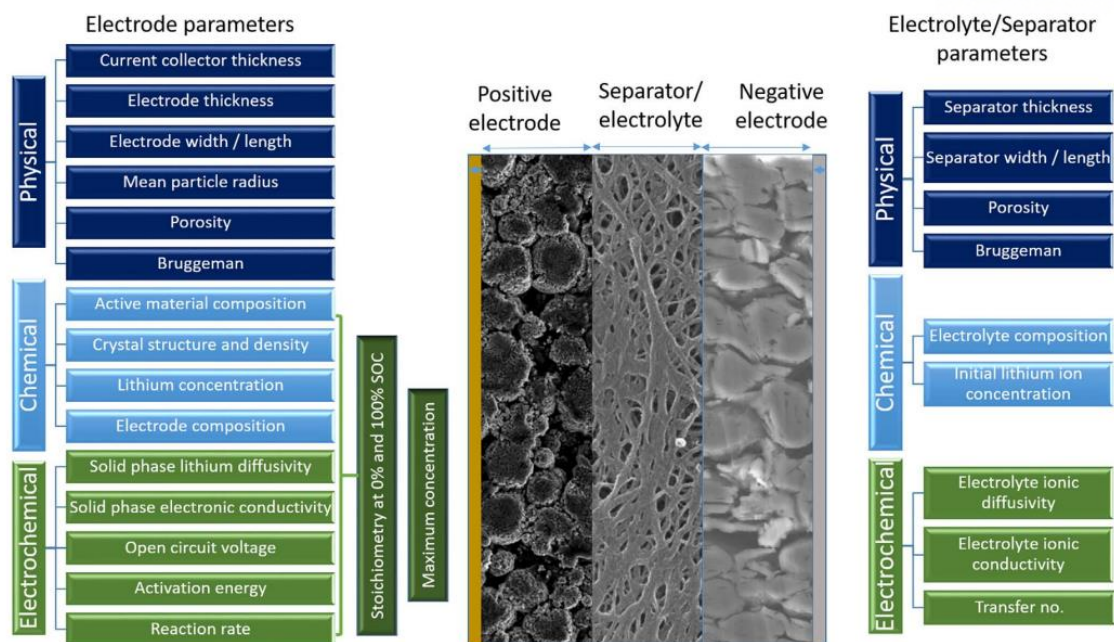 Electrode parameters
Physical
Current collector thickness
Electrode thickness
Electrode width / length
Mean particle radius
Porosity
Bruggeman
Chemical
Active material composition
Crystal structure and density
Lithium concentration
Electrode composition
Electrochemical
Solid phase lithium diffusivity
Solid phase electronic conductivity
Open circuit voltage
Activation energy
Reaction rate
Stoichiometry at 0% and 100% SOC
Maximum concentration
Positive
electrode
Separator/
electrolyte
Negative
electrode
Electrolyte/Separator
parameters
Physical
Separator thickness
Separator width / length
Porosity
Bruggeman
Chemical
Electrolyte composition
Initial lithium ion
concentration
Electrochemical
Electrolyte ionic
diffusivity
Electrolyte ionic
conductivity
Transfer no.